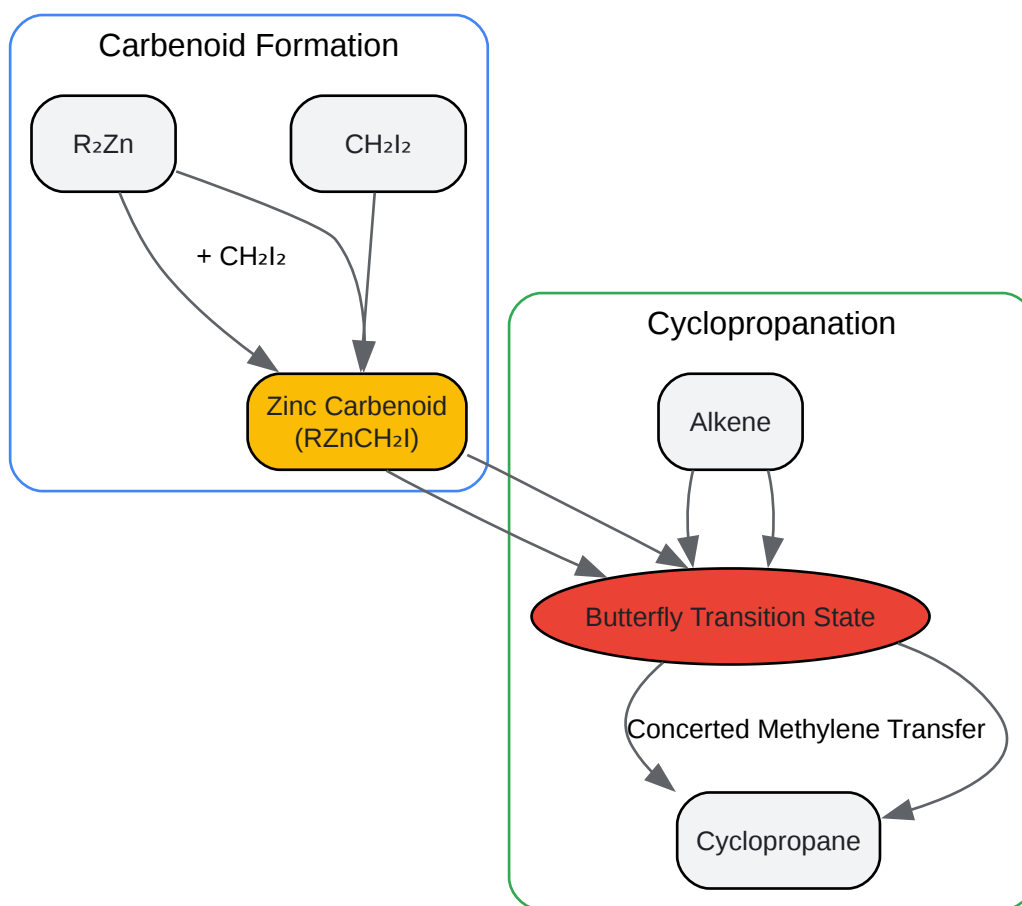 Carbenoid Formation
R₂Zn
CH₂I₂
+ CH₂I₂
Zinc Carbenoid
(RZnCH₂I)
Cyclopropanation
Alkene
Butterfly Transition State
Concerted Methylene Transfer
Cyclopropane